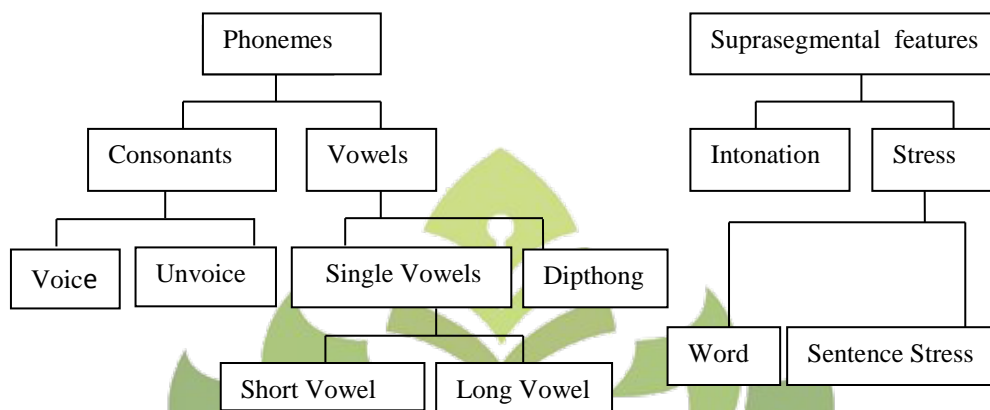 Phonemes
Suprasegmental features
Consonants
Vowels
Intonation
Stress
Voice
Unvoice
Single Vowels
Dipthong
Word
Sentence Stress
Short Vowel
Long Vowel